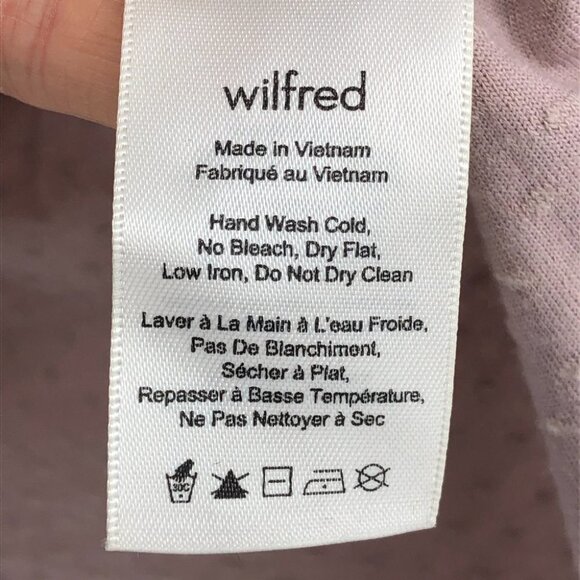 wilfred
Made in Vietnam
Fabriqué au Vietnam
Hand Wash Cold,
No Bleach, Dry Flat,
Low Iron, Do Not Dry Clean
Laver à La Main à L'eau Froide,
Pas De Blanchiment,
Sécher à Plat,
Repasser à Basse Température,
Ne Pas Nettoyer à Sec
30C